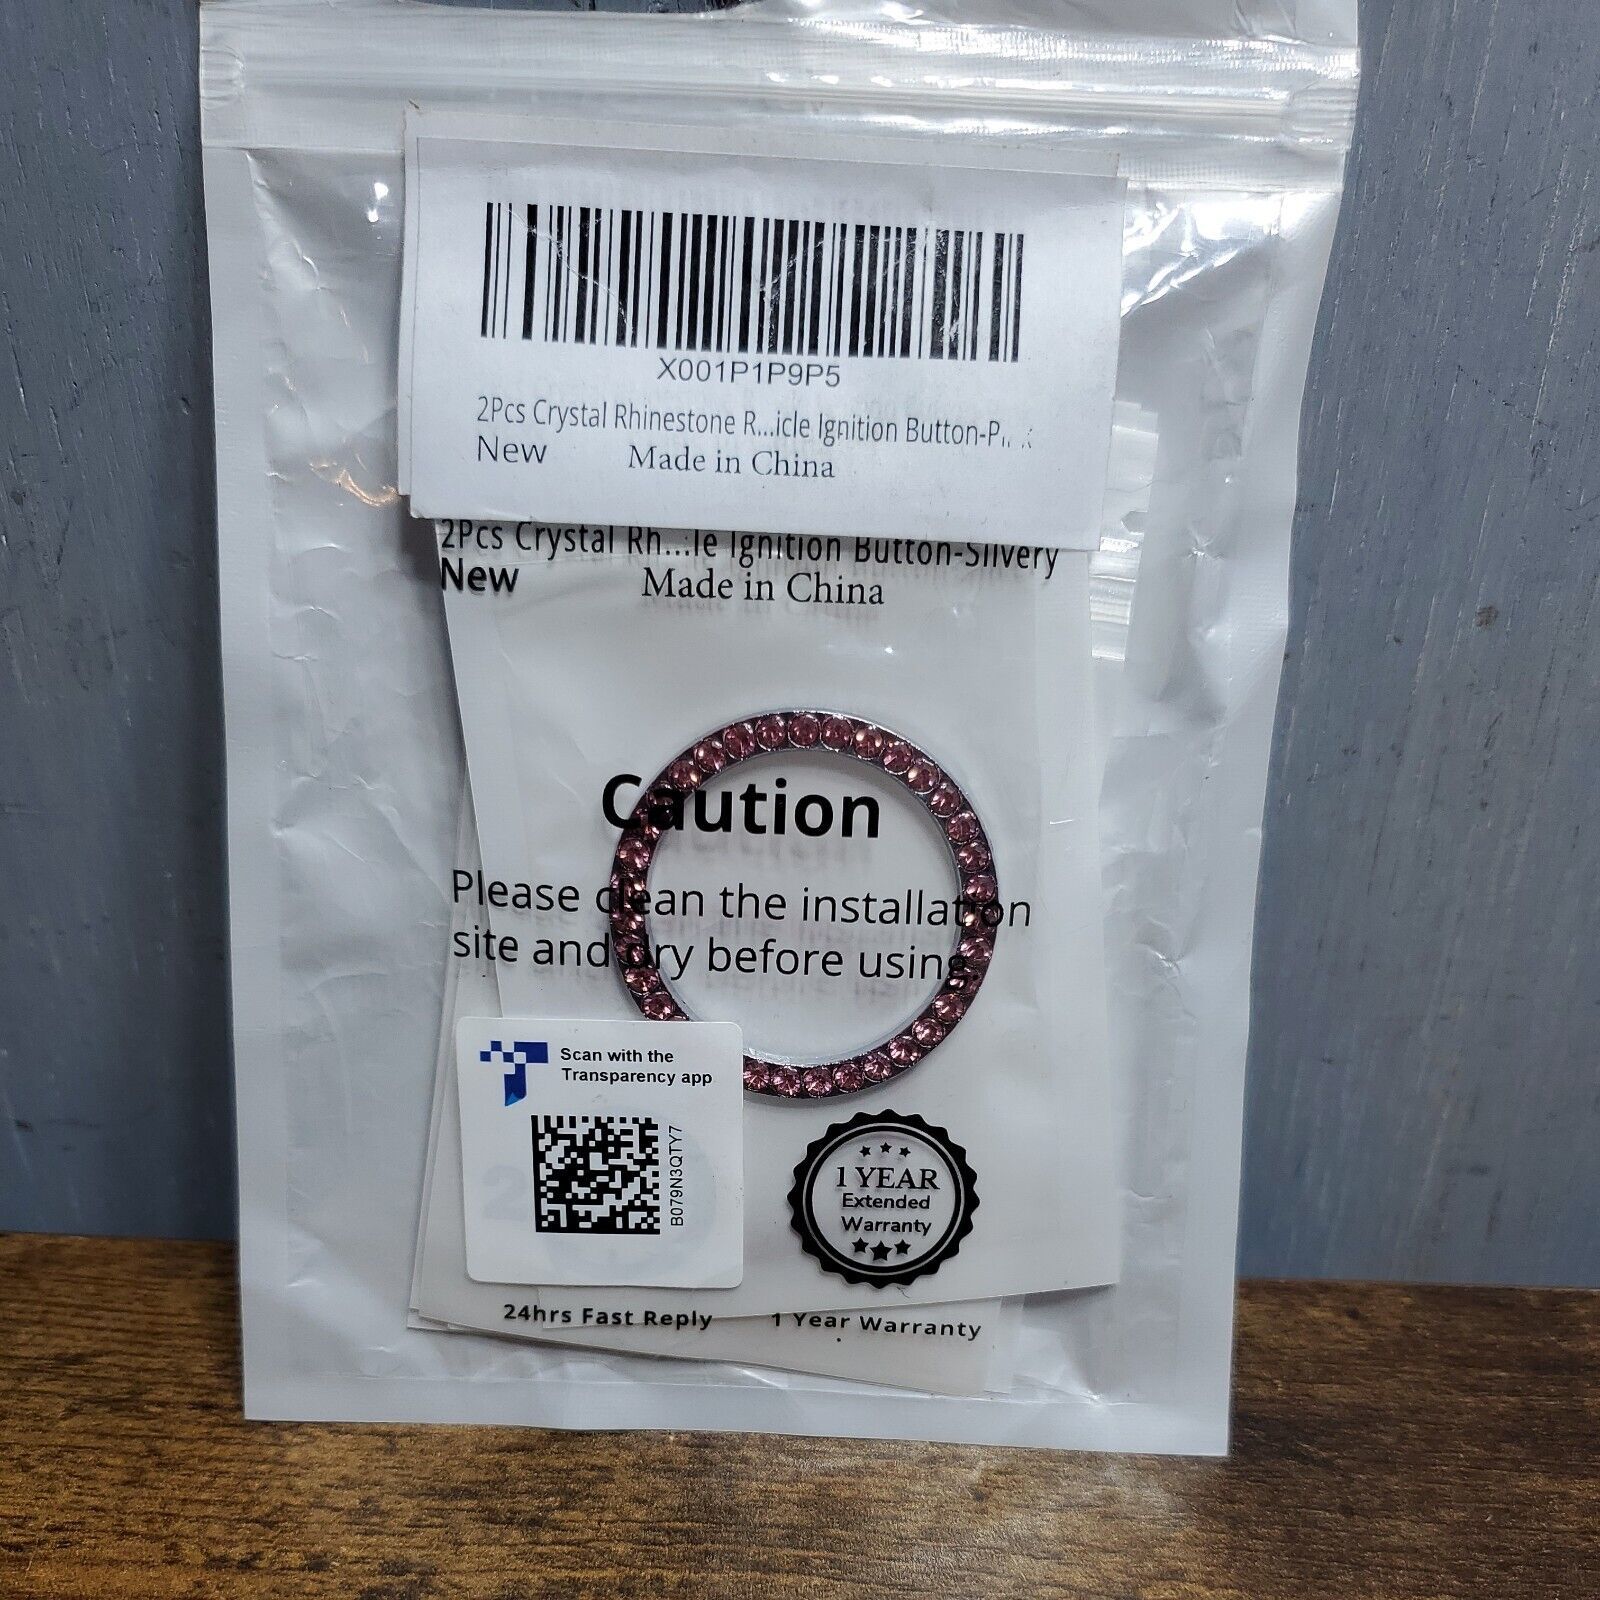 X001P1P9P5
2Pcs Crystal Rhinestone R...icle Ignition Button-P
New Made in China
2Pcs Crystal Rh...le Ignition Button-Silvery
New Made in China
Caution
Please clean the installation
site and dry before using.
Scan with the
Transparency app
B079N3QTY7
1 YEAR
Extended
Warranty
24hrs Fast Reply 1 Year Warranty